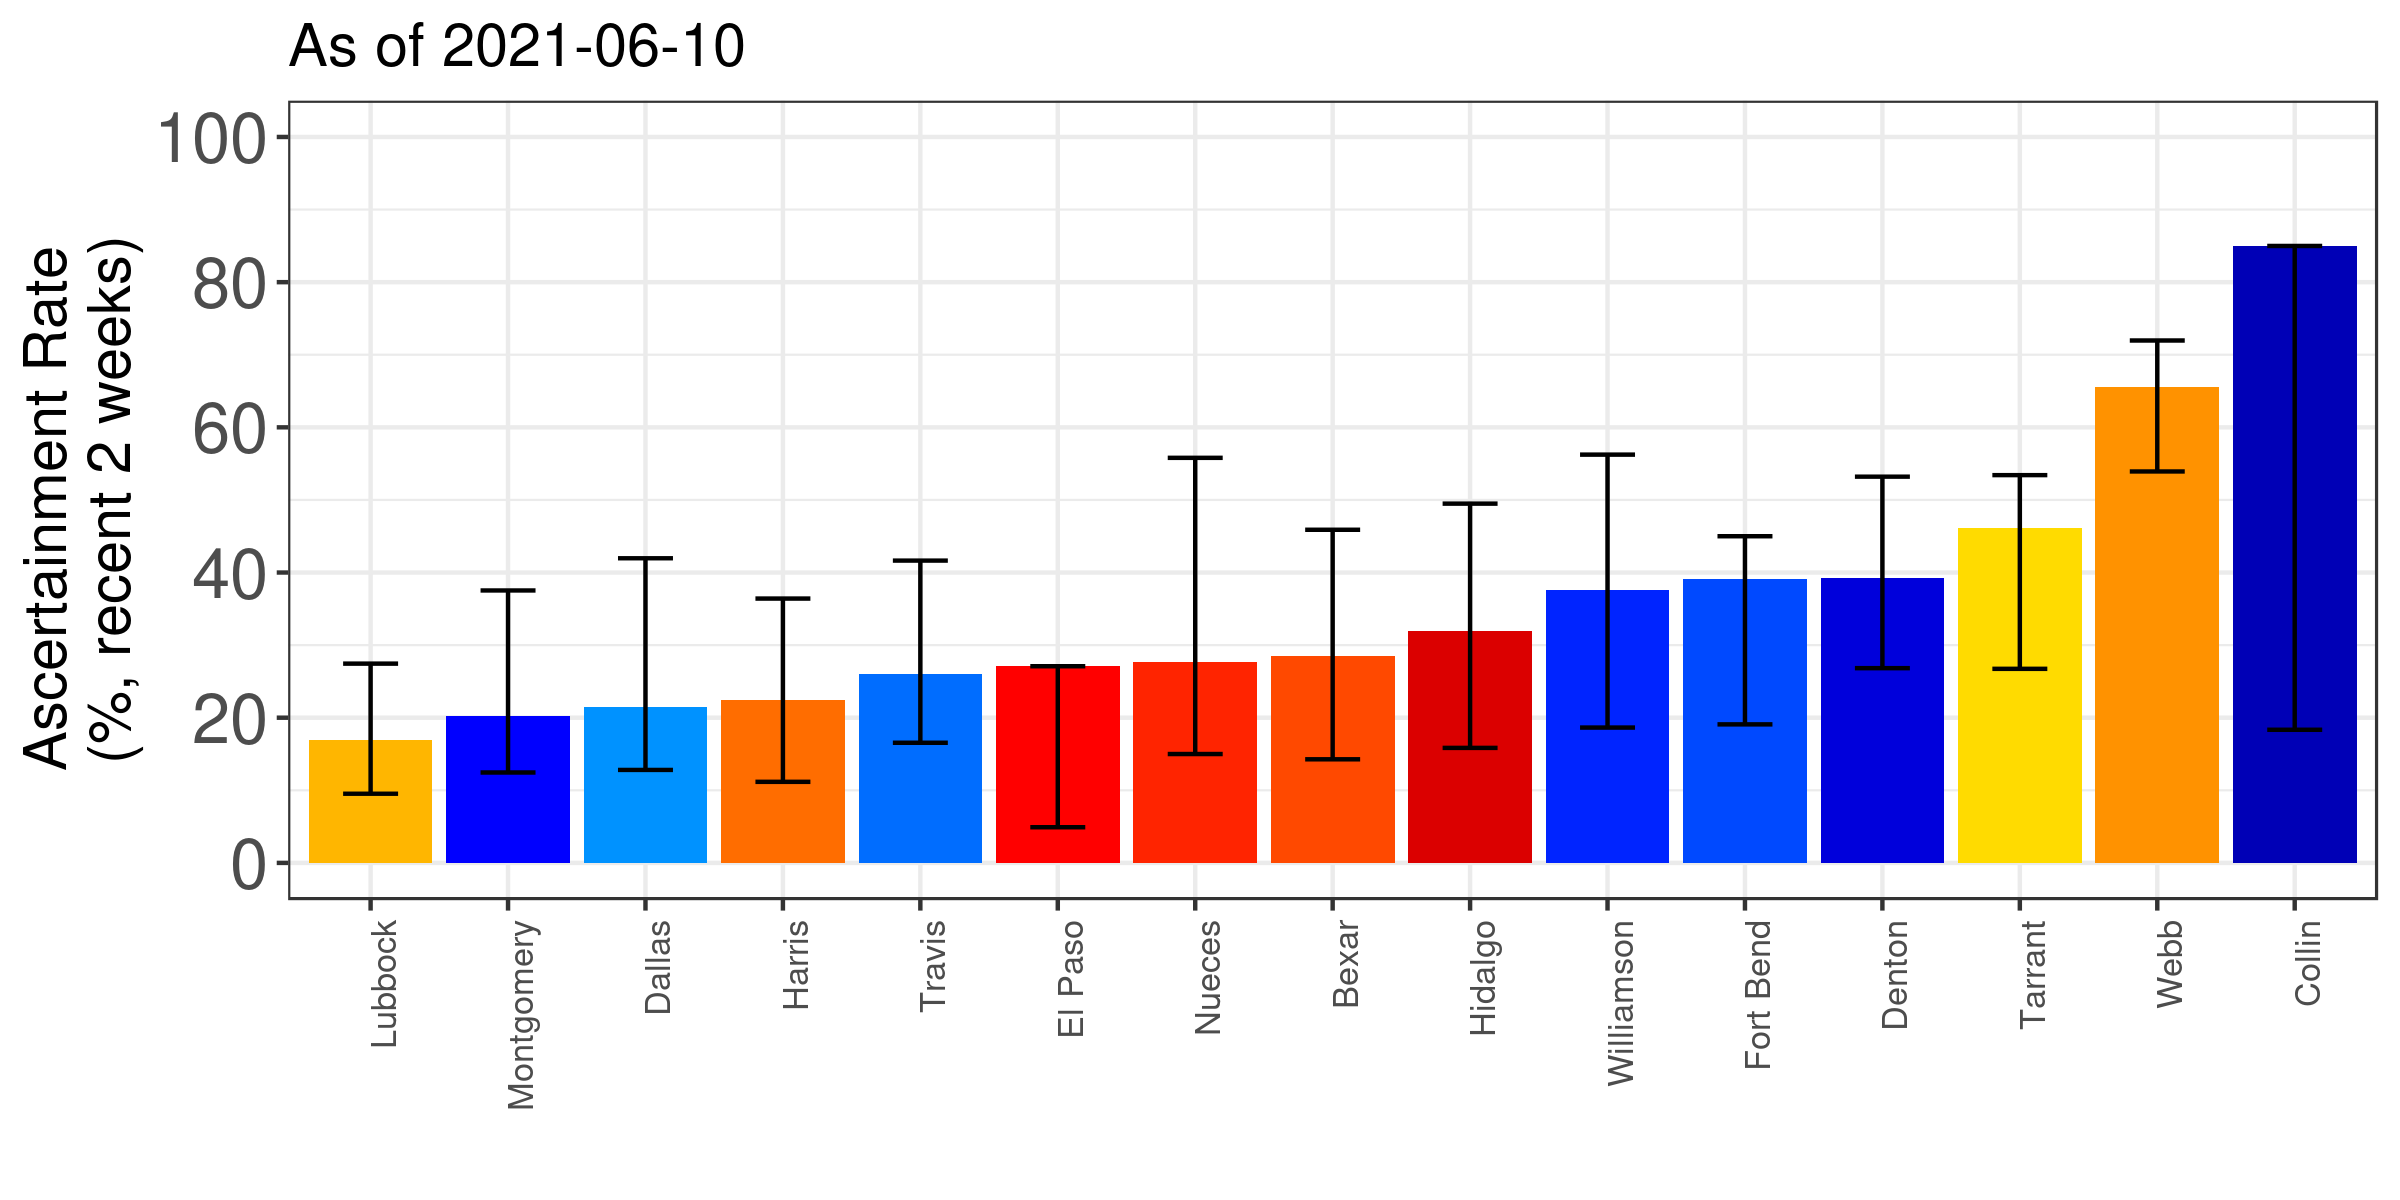 As of 2021-06-10
Ascertainment Rate
(%, recent 2 weeks)
100
80
60
40
20
0
Lubbock
Montgomery
Dallas
Harris
Travis
El Paso
Nueces
Bexar
Hidalgo
Williamson
Fort Bend
Denton
Tarrant
Webb
Collin